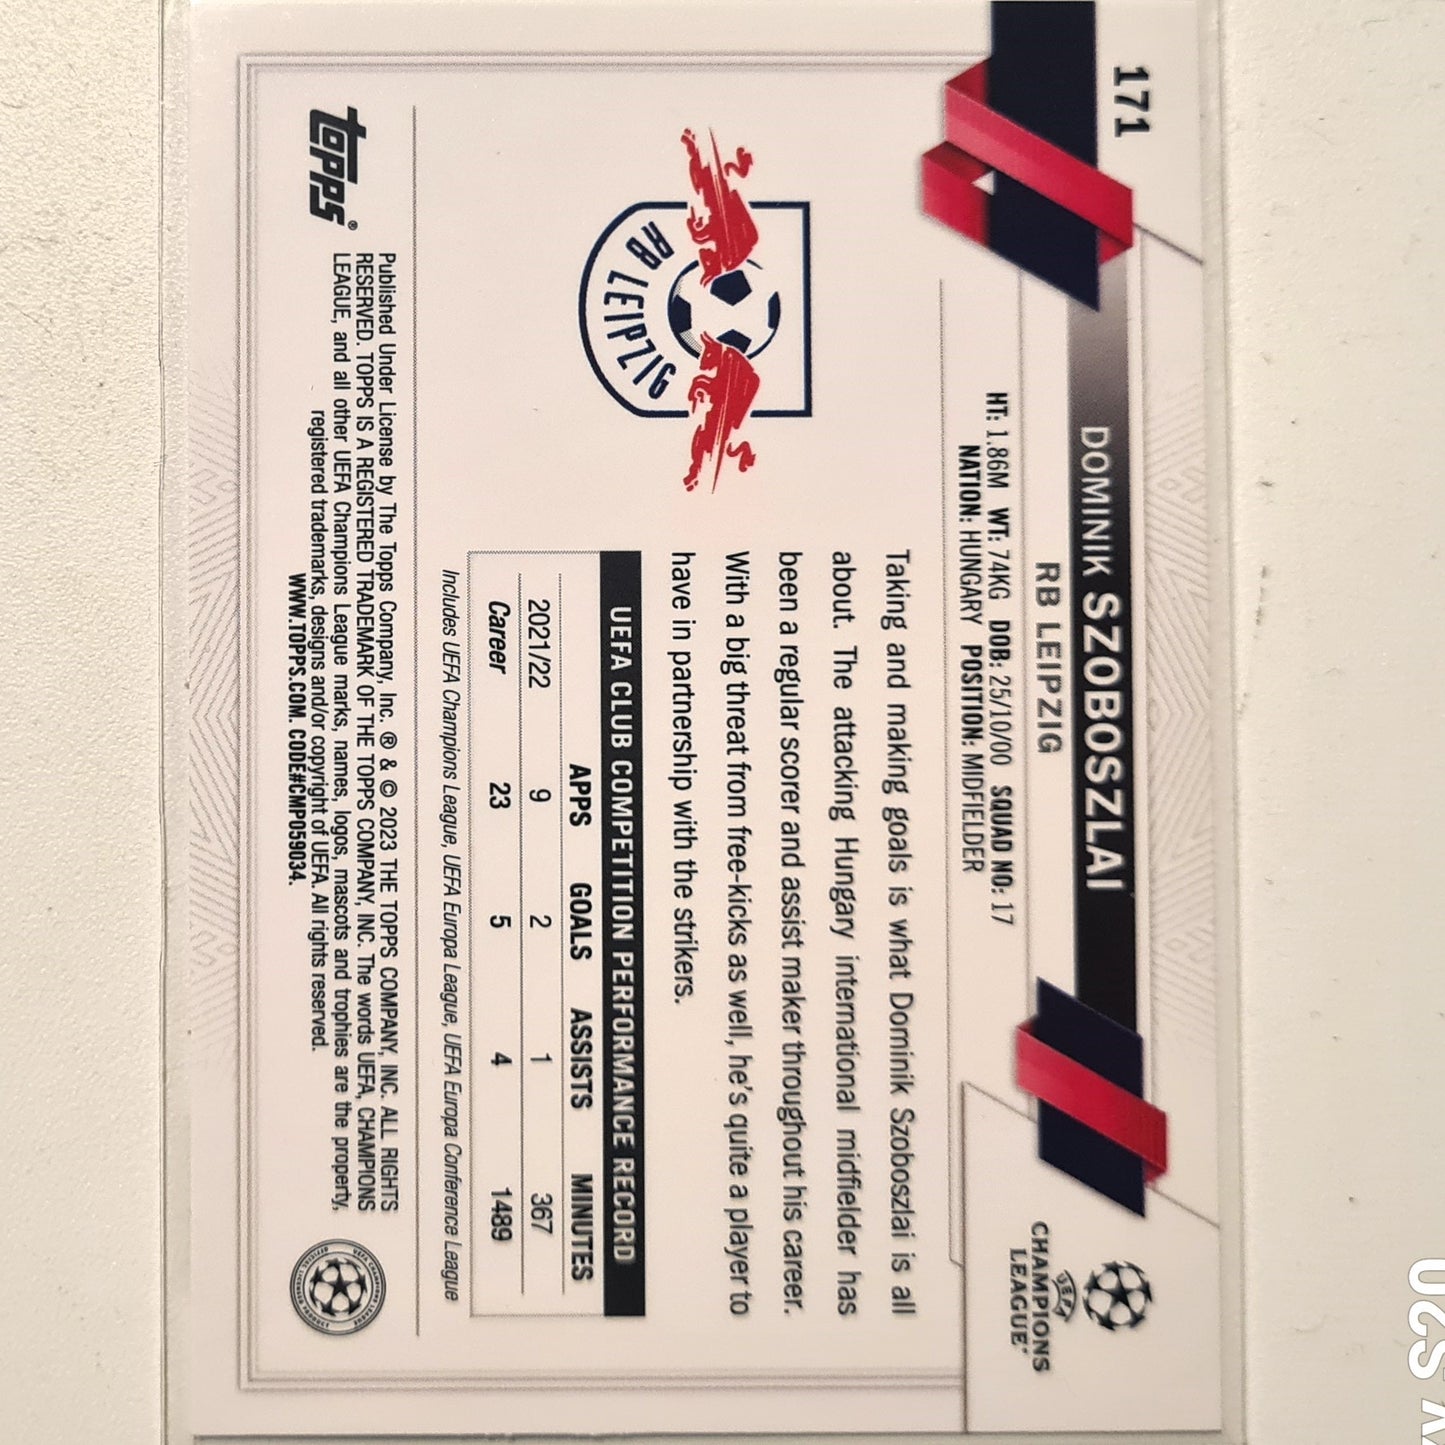 171
DOMINIK SZOBOSZLAI
RB LEIPZIG
HT: 1.86M WT: 74KG DOB: 25/10/00 SQUAD NO: 17
NATION: HUNGARY POSITION: MIDFIELDER
UEFA
CHAMPIONS
LEAGUE
RB LEIPZIG
Taking and making goals is what Dominik Szoboszlai is all
about. The attacking Hungary international midfielder has
been a regular scorer and assist maker throughout his career.
With a big threat from free-kicks as well, he's quite a player to
have in partnership with the strikers.
UEFA CLUB COMPETITION PERFORMANCE RECORD
APPS GOALS ASSISTS MINUTES
2021/22 9 2 1 367
Career 23 5 4 1489
Includes UEFA Champions League, UEFA Europa League, UEFA Europa Conference League
topps®
Published Under License by The Topps Company, Inc. ® & © 2023 THE TOPPS COMPANY, INC. ALL RIGHTS
RESERVED. TOPPS IS A REGISTERED TRADEMARK OF THE TOPPS COMPANY, INC. The words UEFA, CHAMPIONS
LEAGUE, and all other UEFA Champions League marks, names, logos, mascots and trophies are the property,
registered trademarks, designs and/or copyright of UEFA. All rights reserved.
WWW.TOPPS.COM. CODE#CMP059034.